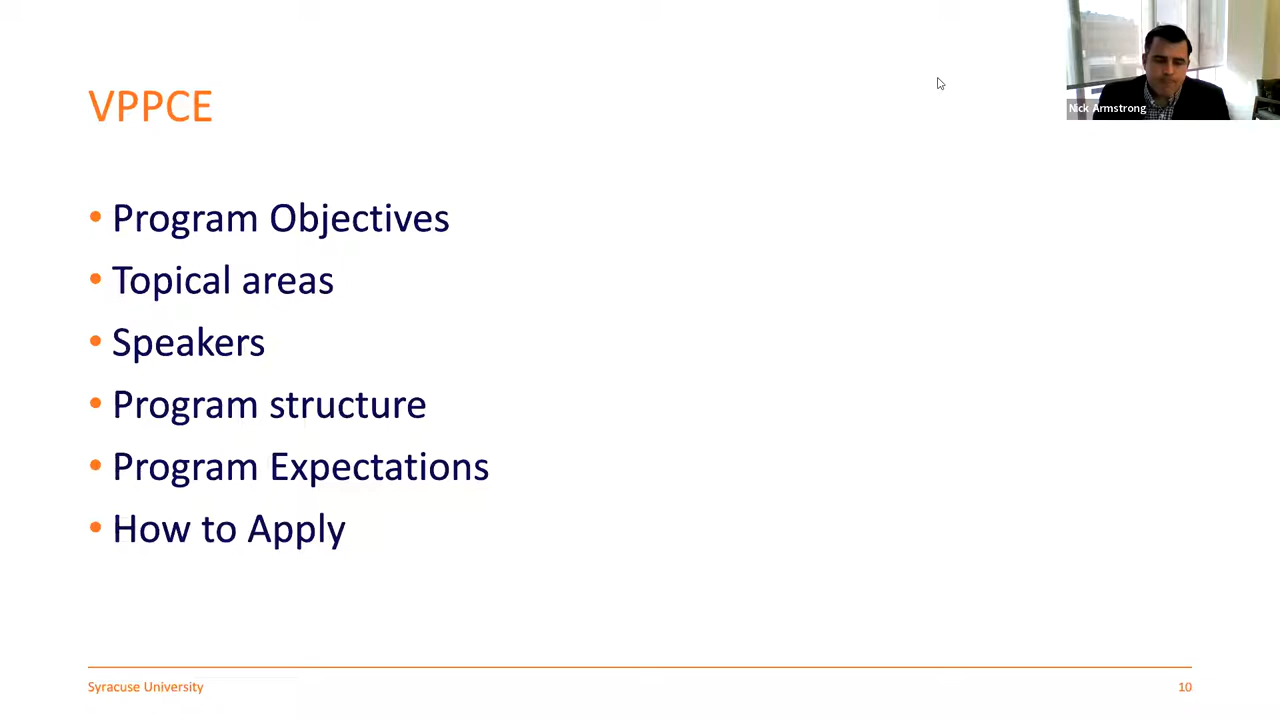 VPPCE
Nick Armstrong
• Program Objectives
• Topical areas
• Speakers
• Program structure
• Program Expectations
• How to Apply
Syracuse University
10